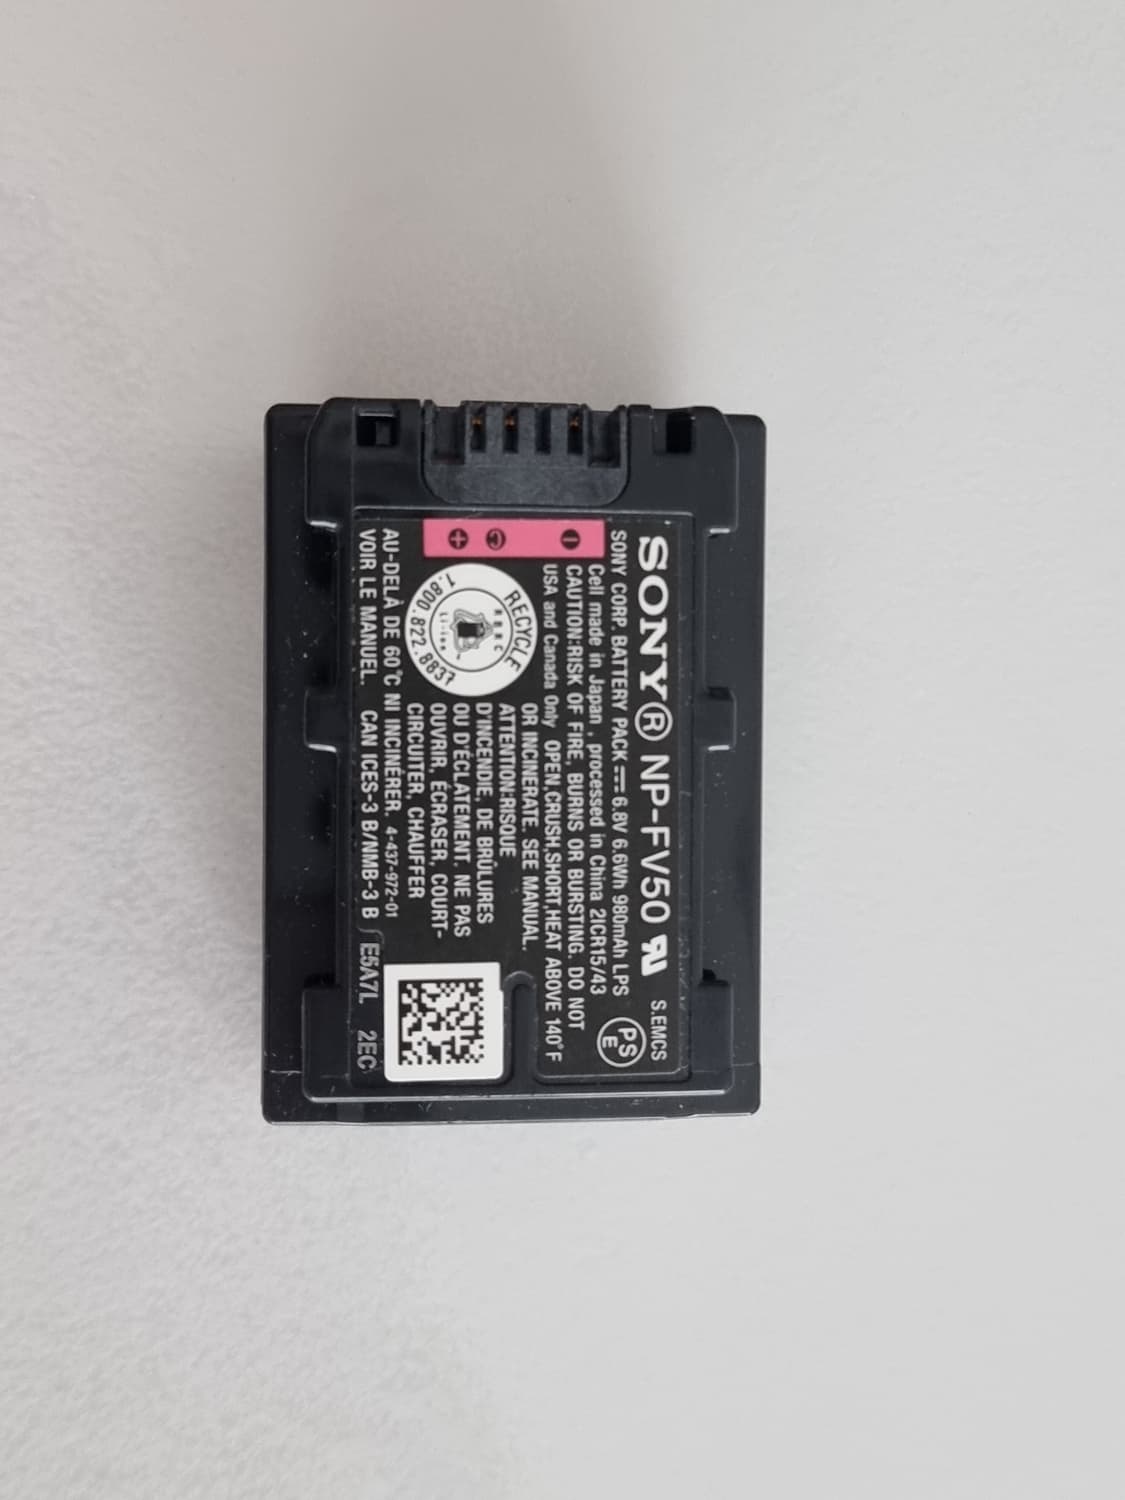 SONY® NP-FV50
S.EMCS
SONY CORP. BATTERY PACK 6.8V 6.6Wh 980mAh LPS
PSE
Cell made in Japan , processed in China 2ICR15/43
CAUTION:RISK OF FIRE, BURNS OR BURSTING. DO NOT
USA and Canada Only OPEN,CRUSH,SHORT,HEAT ABOVE 140°F
OR INCINERATE. SEE MANUAL.
ATTENTION:RISQUE
D'INCENDIE, DE BRÛLURES
OU D'ÉCLATEMENT. NE PAS
OUVRIR, ÉCRASER, COURT-
CIRCUITER, CHAUFFER
AU-DELÀ DE 60°C NI INCINÉRER. 4-437-972-01
VOIR LE MANUEL. CAN ICES-3 B/NMB-3 B E5A7L 2EC
RECYCLE
RBRC
Li-ion
1.800.822.8837